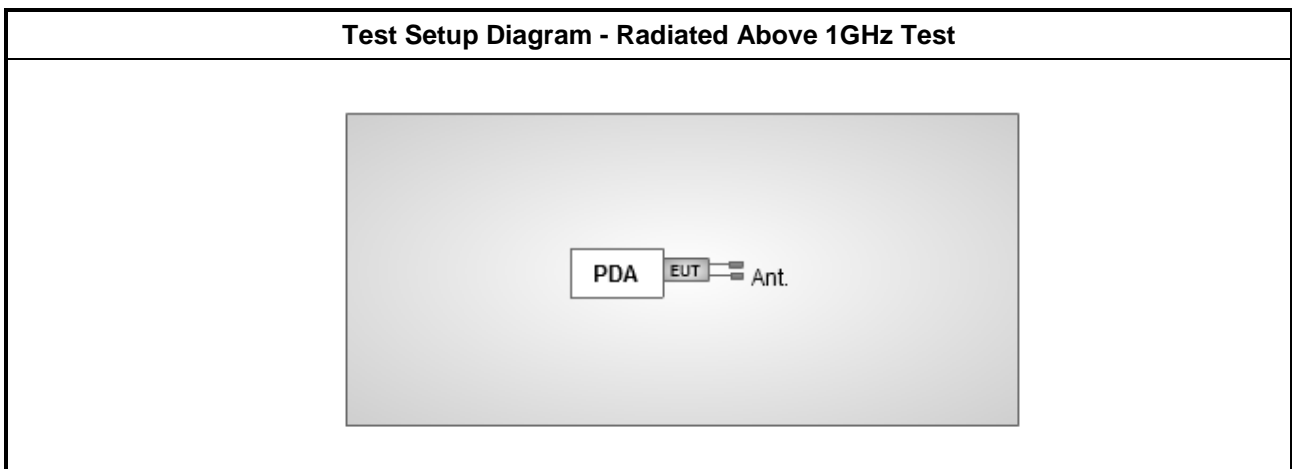 Test Setup Diagram - Radiated Above 1GHz Test
PDA
EUT
Ant.